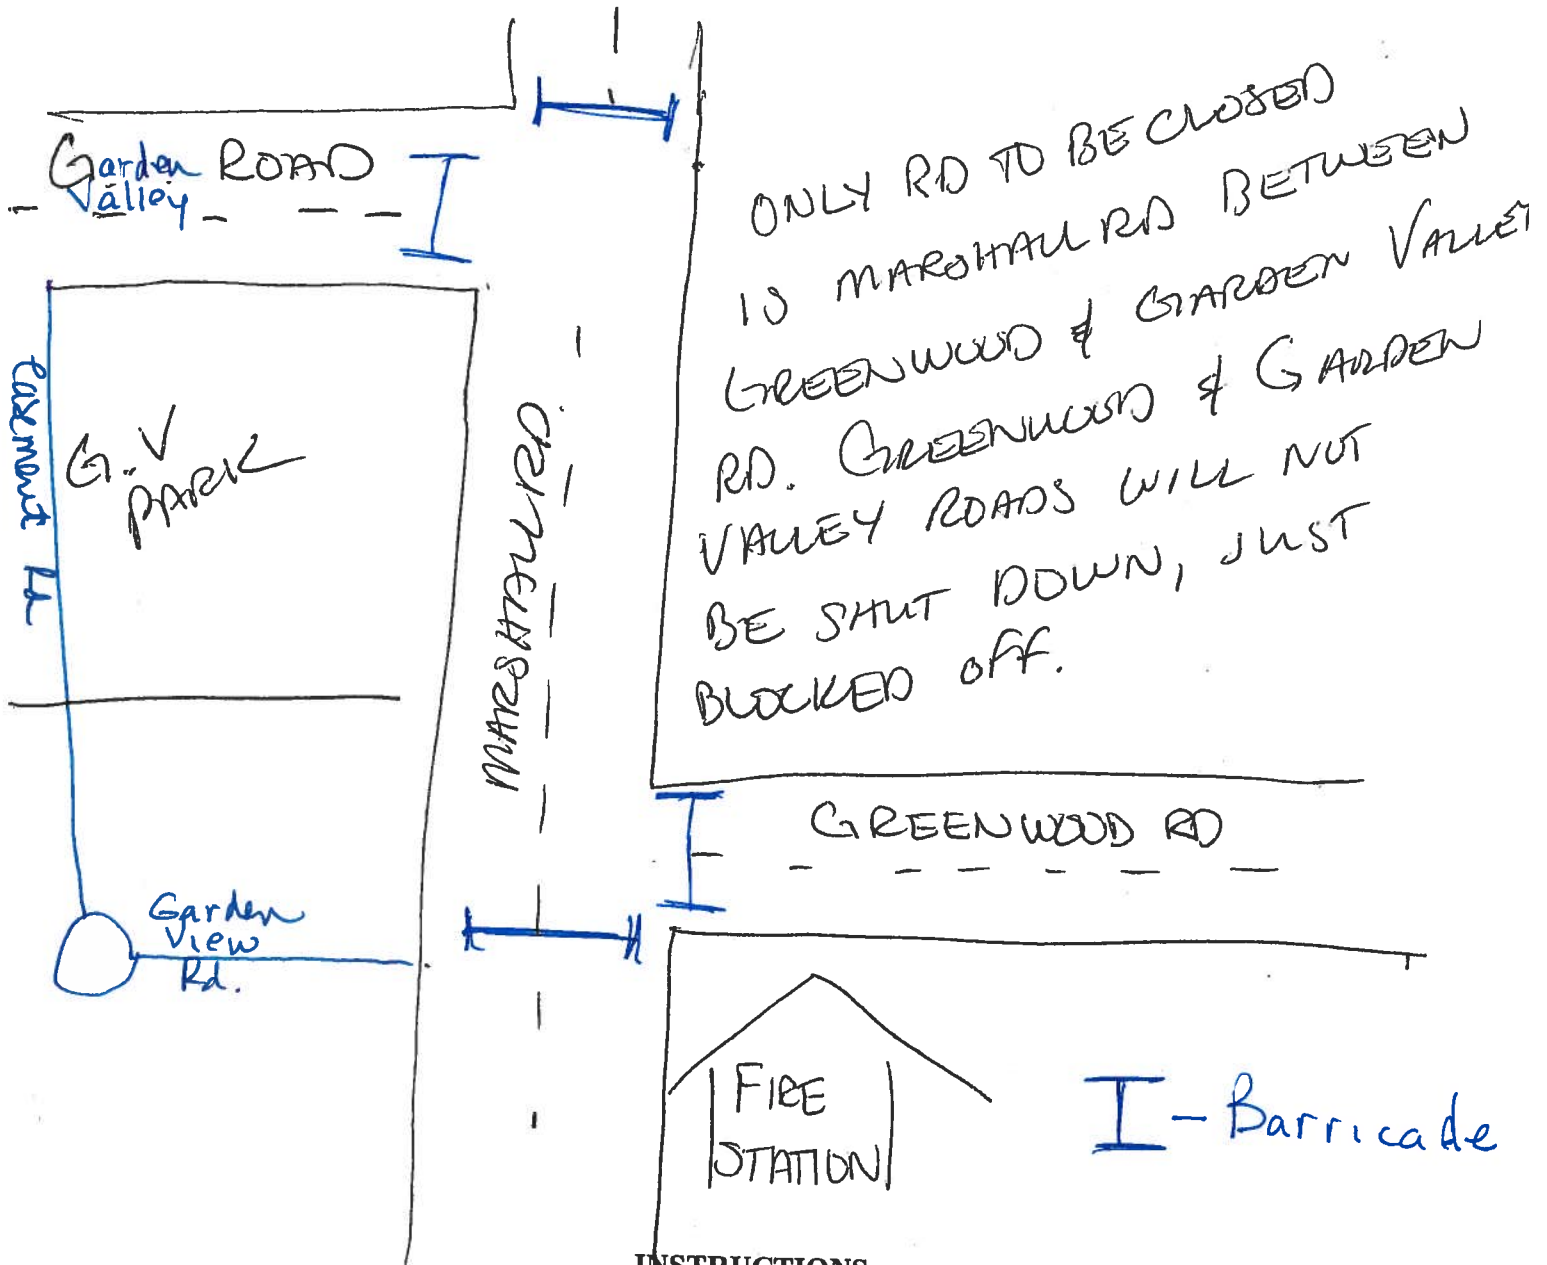 Garden ROAD
Valley
ONLY RD TO BE CLOSED
IS MARSHALL RD BETWEEN
GREENWOOD & GARDEN VALLEY
RD. GREENWOOD & GARDEN
VALLEY ROADS WILL NOT
BE SHUT DOWN, JUST
BLOCKED OFF.
Easement Rd
G.V
PARK
MARSHALL RD.
GREENWOOD RD
Garden
View
Rd.
FIRE
STATION
I - Barricade
INSTRUCTIONS